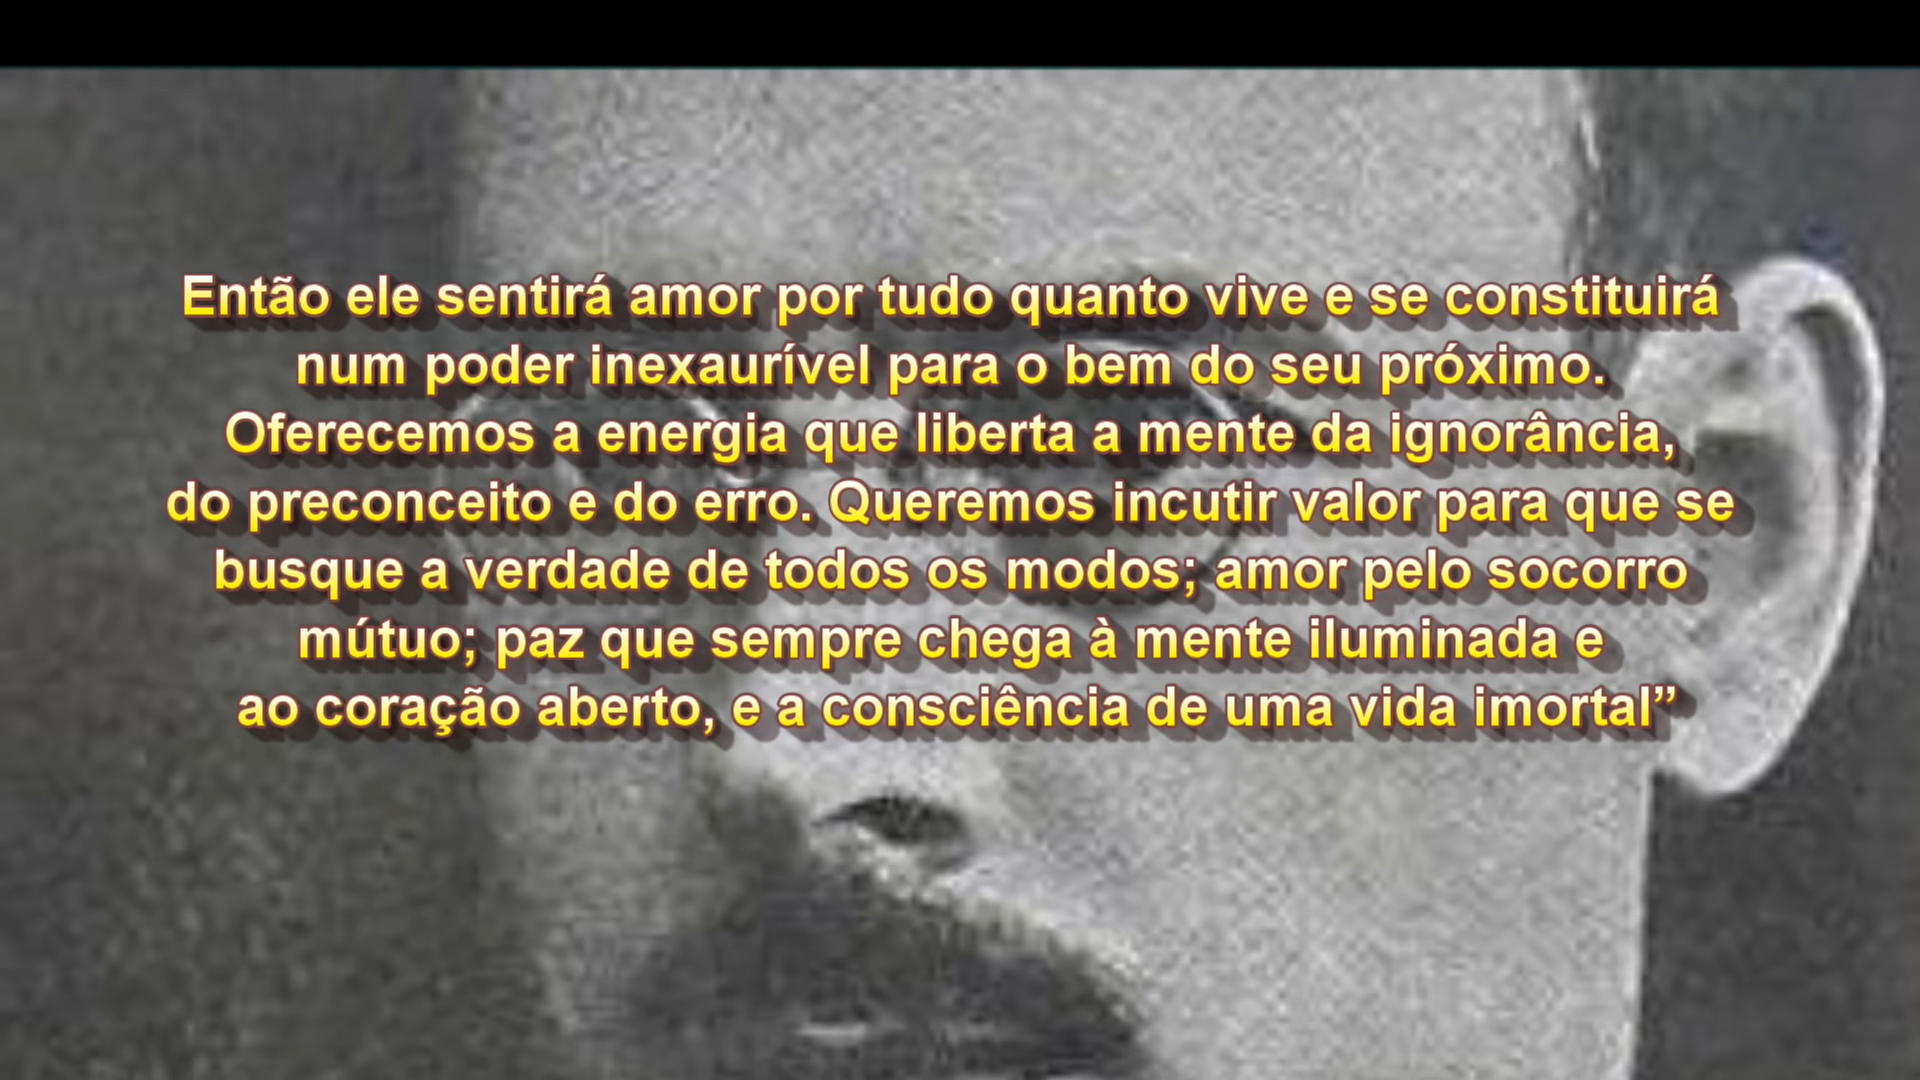 Então ele sentirá amor por tudo quanto vive e se constituirá
num poder inexaurível para o bem do seu próximo.
Oferecemos a energia que liberta a mente da ignorância,
do preconceito e do erro. Queremos incutir valor para que se
busque a verdade de todos os modos; amor pelo socorro
mútuo; paz que sempre chega à mente iluminada e
ao coração aberto, e a consciência de uma vida imortal”